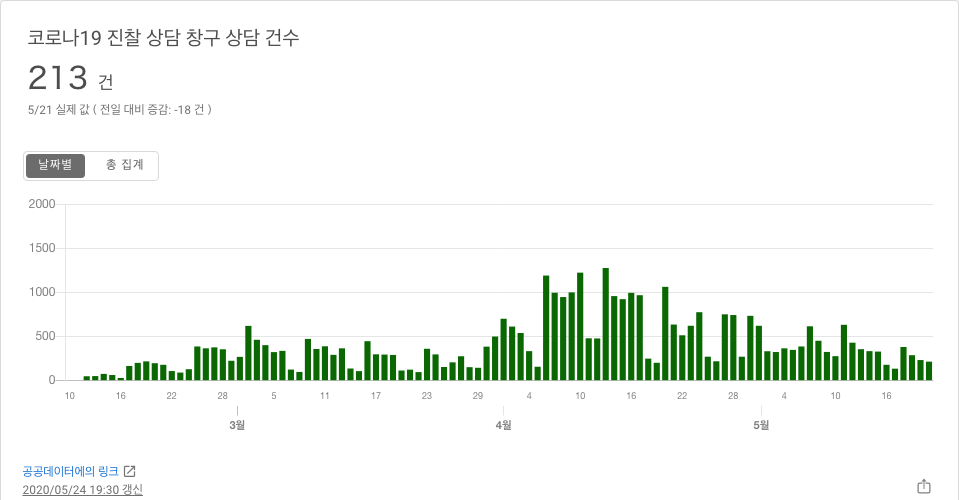 코로나19 진찰 상담 창구 상담 건수
213 건
5/21 실제 값 ( 전일 대비 증감: -18 건 )
날짜별 총 집계
2000
1500
1000
500
0
10 16 22 28 5 11 17 23 29 4 10 16 22 28 4 10 16
3월 4월 5월
공공데이터에의 링크
2020/05/24 19:30 갱신